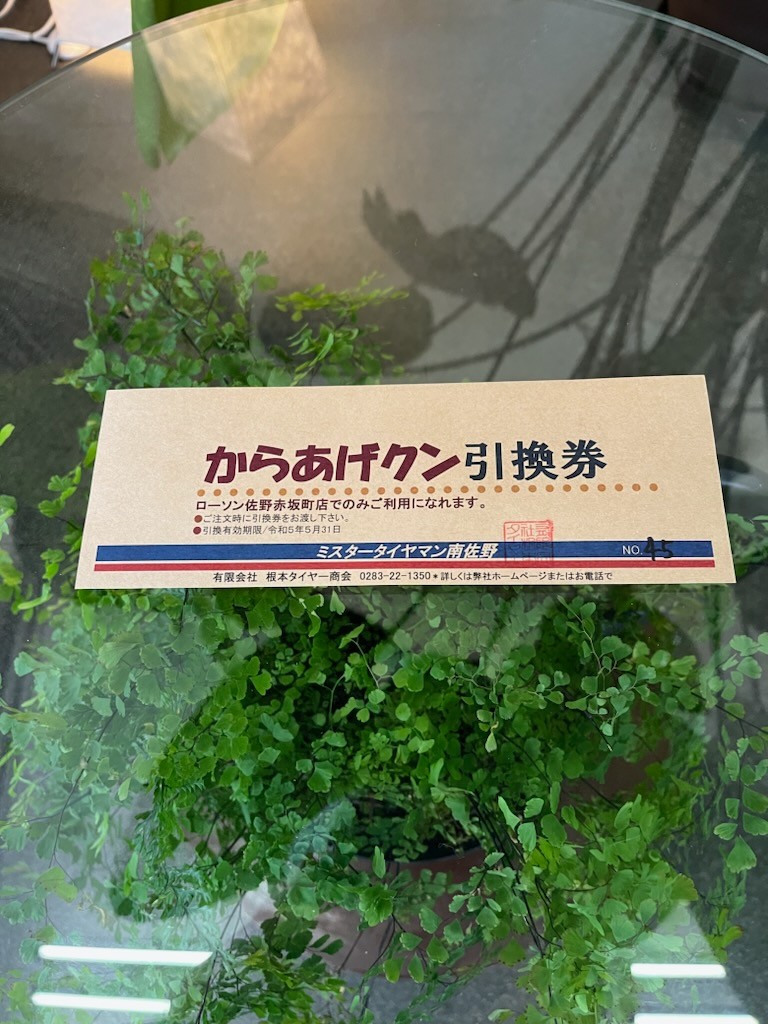 からあげクン引換券
ローソン佐野赤坂町店でのみご利用になれます。
●ご注文時に引換券をお渡し下さい。
●引換有効期限/令和5年5月31日
ミスタータイヤマン南佐野
NO.45
有限会社 根本タイヤー商会 0283-22-1350＊詳しくは弊社ホームページまたはお電話で